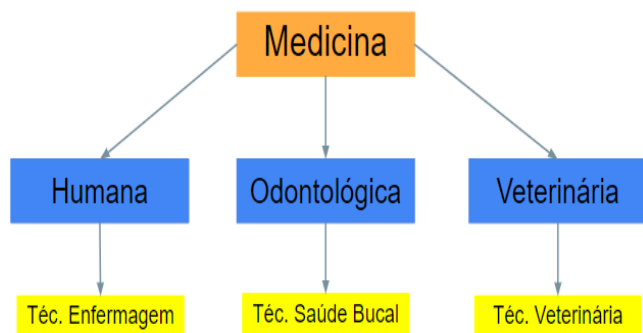 Medicina
Humana
Odontológica
Veterinária
Téc. Enfermagem
Téc. Saúde Bucal
Téc. Veterinária